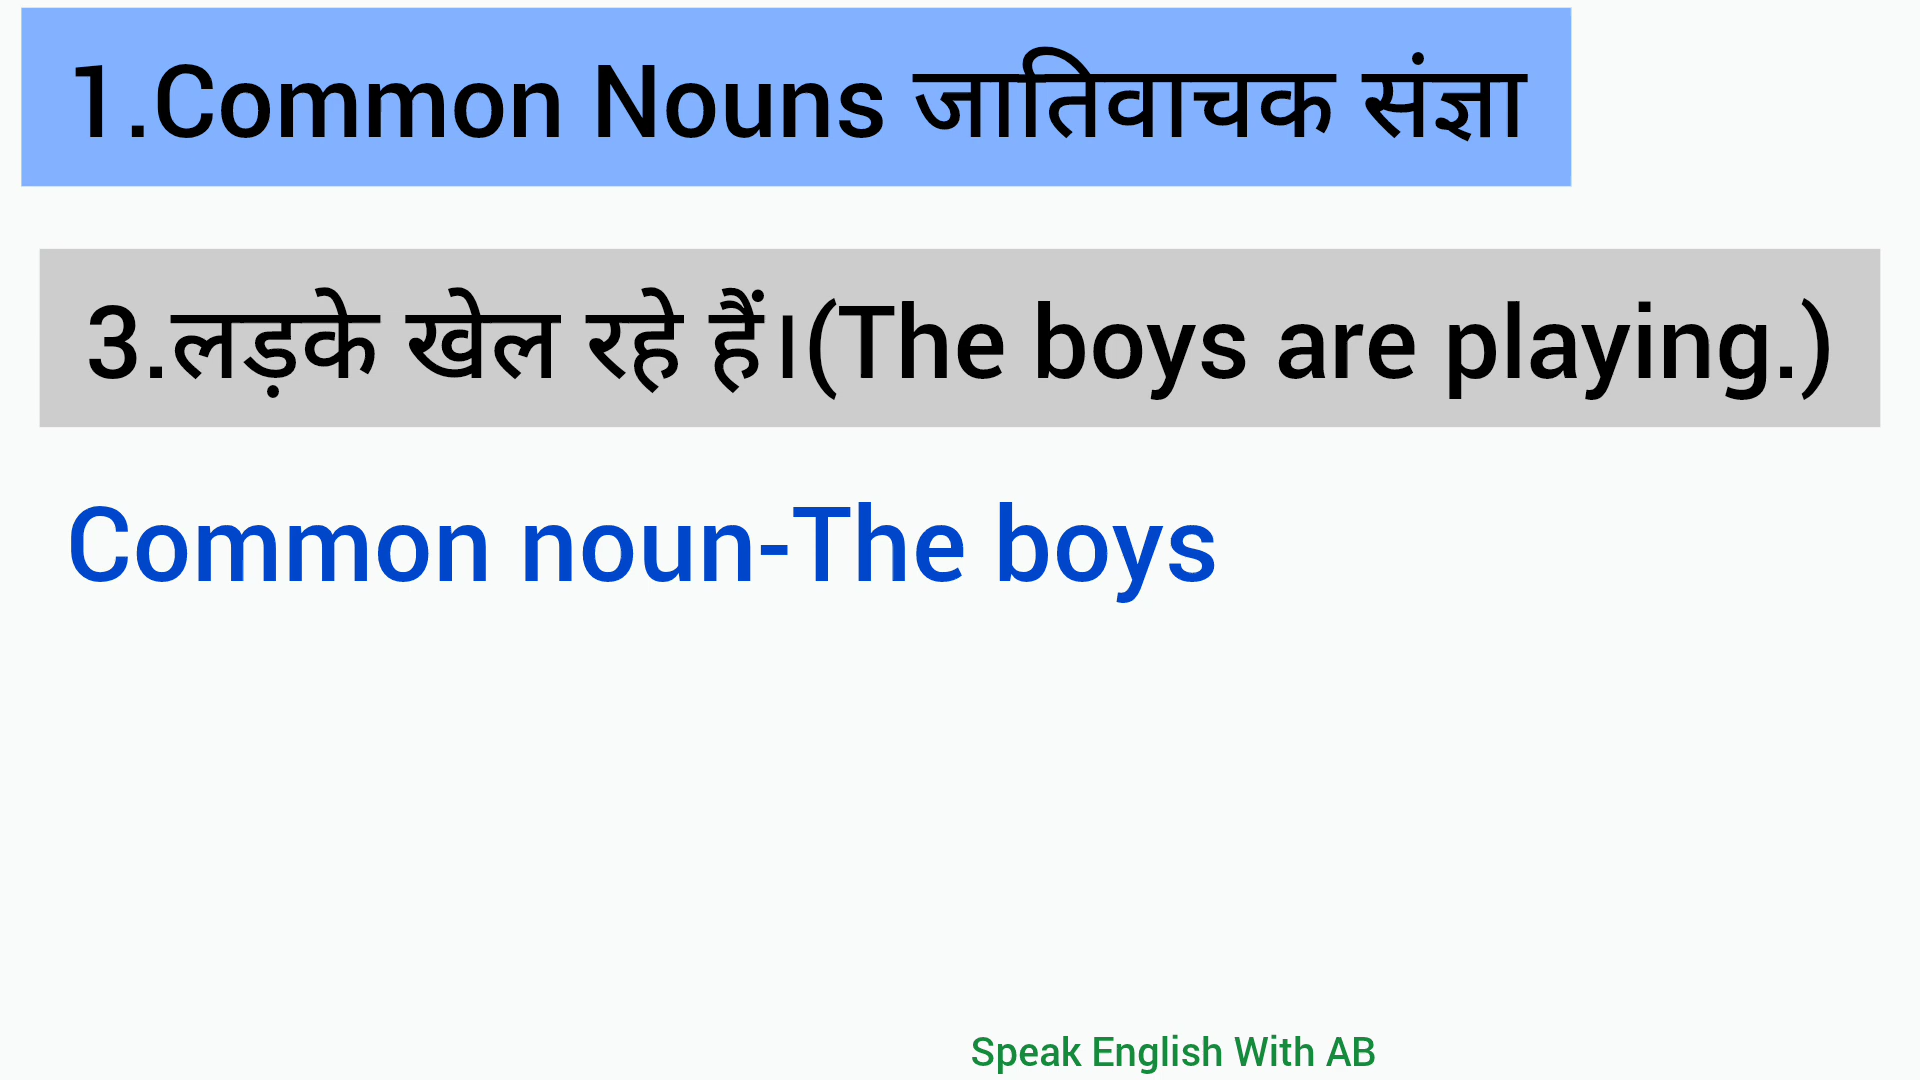 1.Common Nouns जातिवाचक संज्ञा
3.लड़के खेल रहे हैं।(The boys are playing.)
Common noun-The boys
Speak English With AB